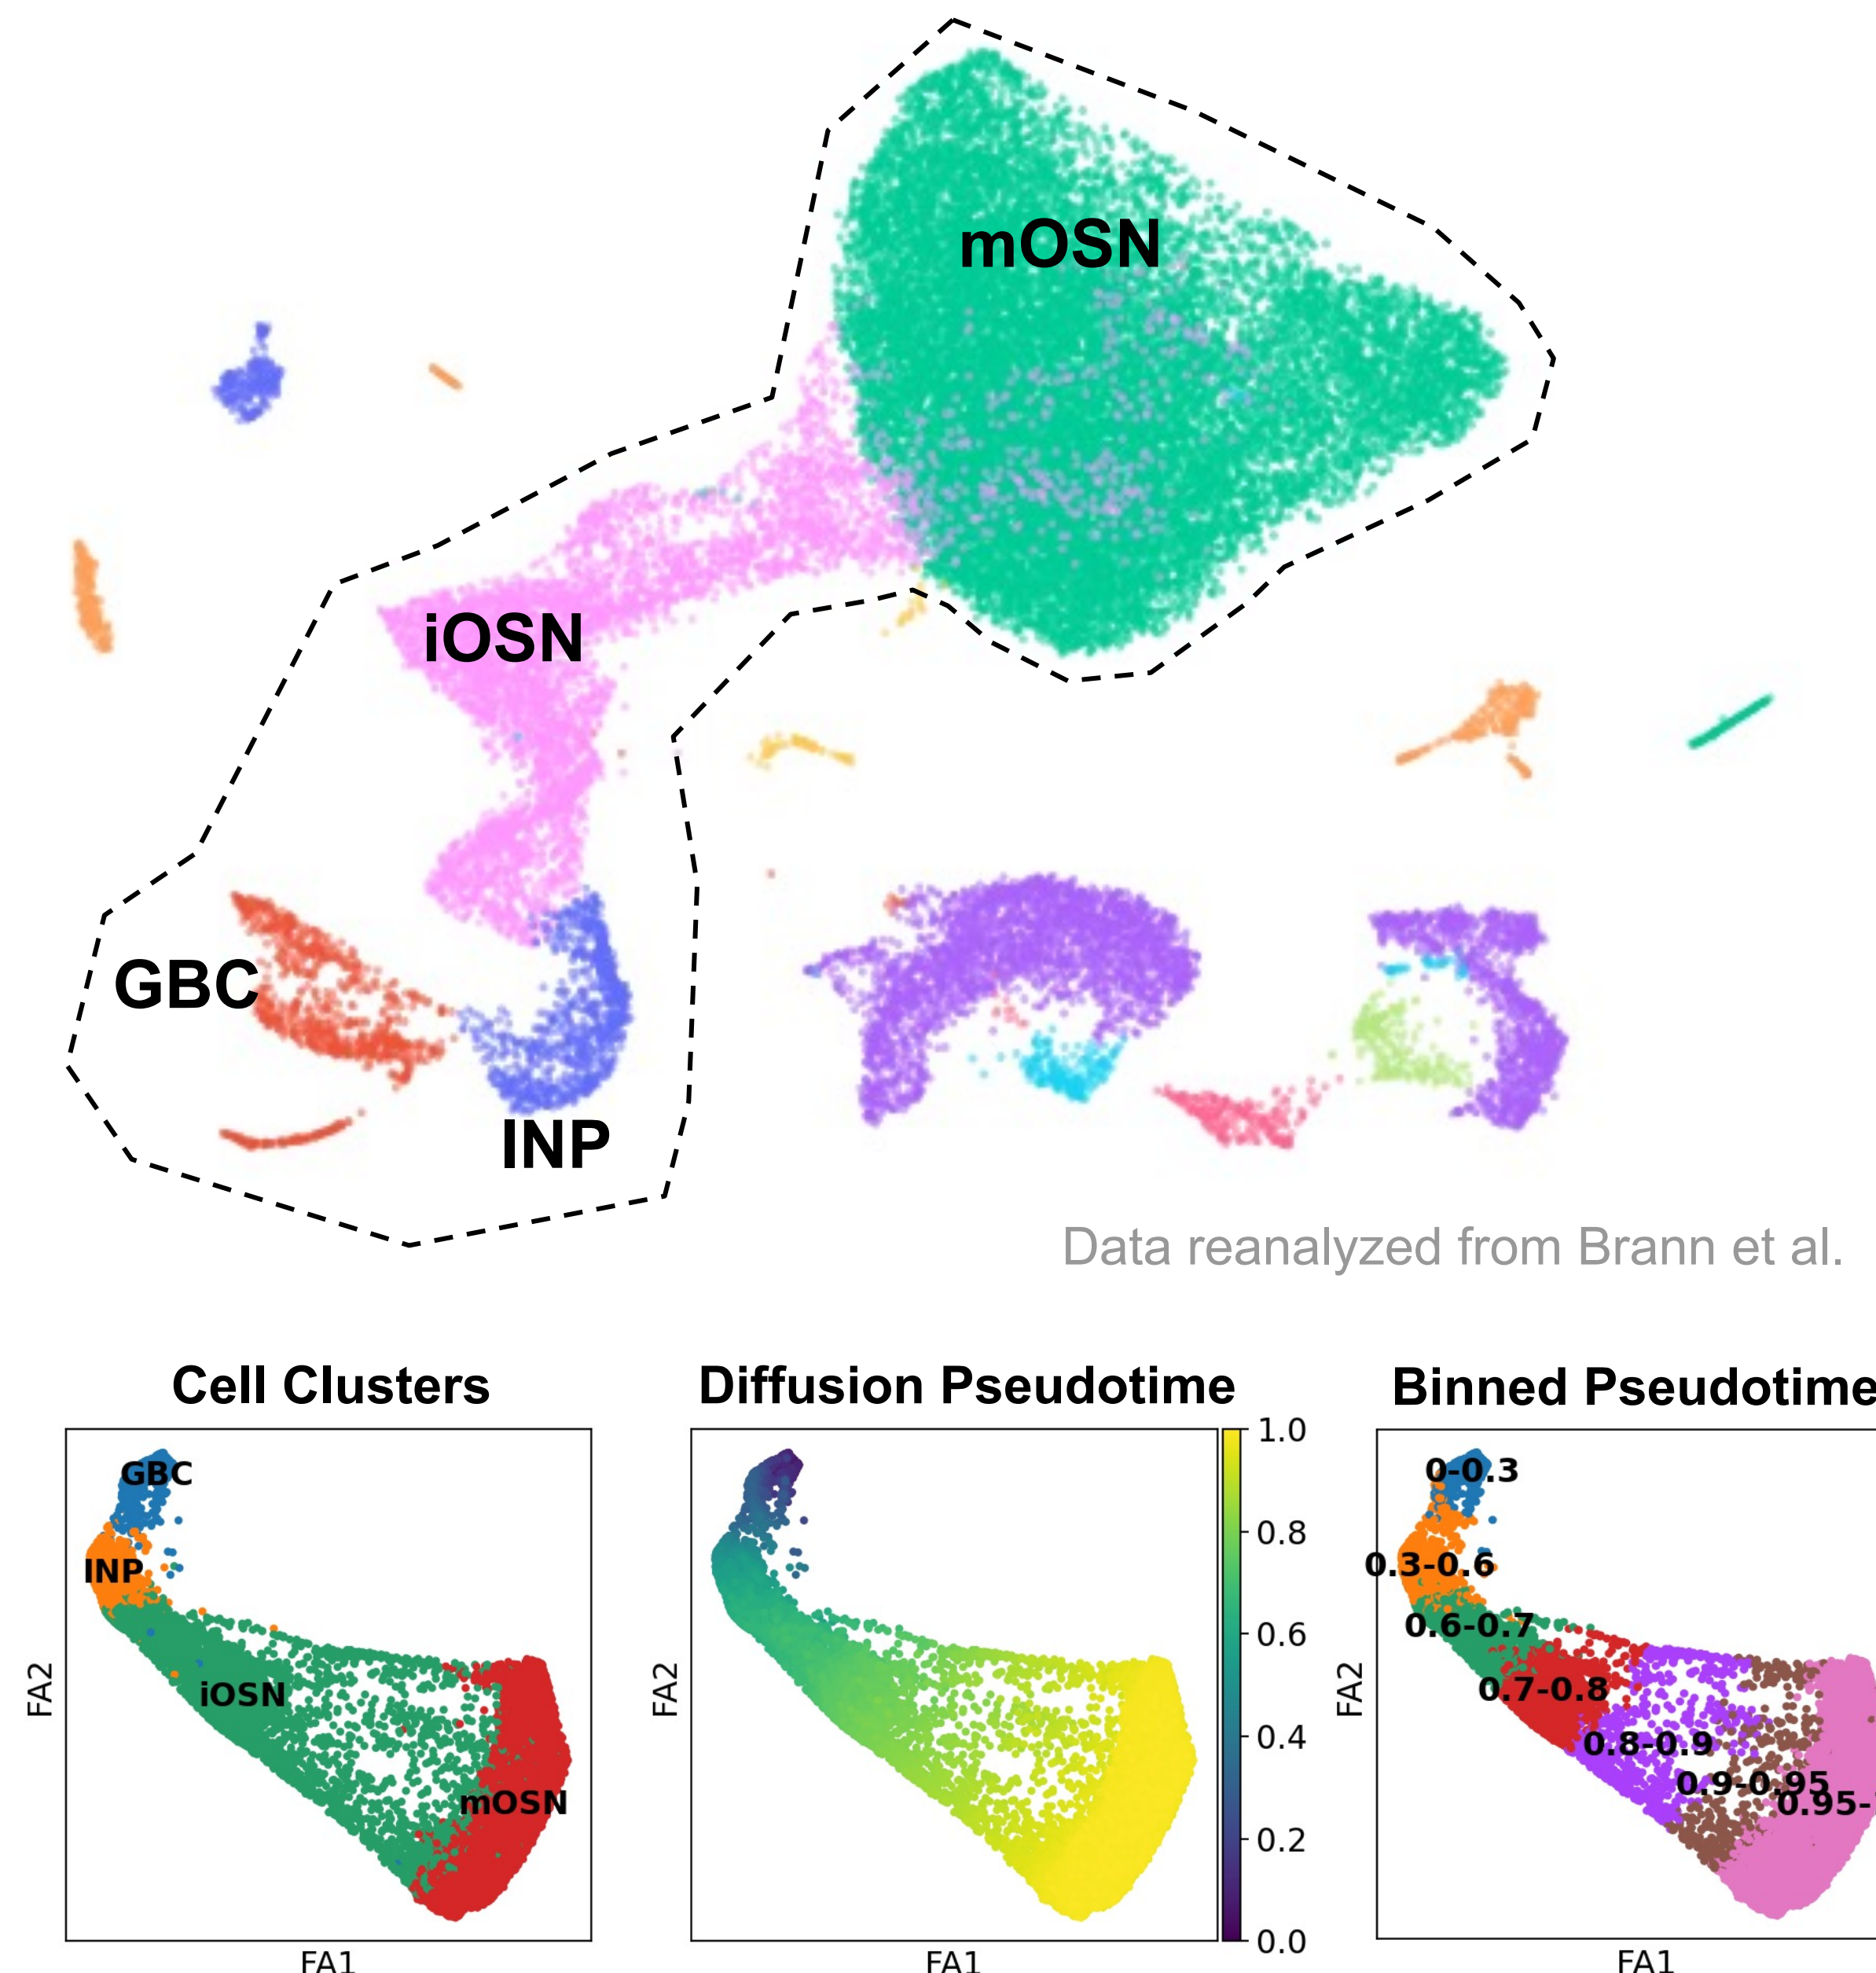 mOSN
iOSN
GBC
INP
Data reanalyzed from Brann et al.
Cell Clusters
Diffusion Pseudotime
Binned Pseudotime
GBC
INP
iOSN
mOSN
FA2
FA1
1.0
0.8
0.6
0.4
0.2
0.0
FA2
FA1
0-0.3
0.3-0.6
0.6-0.7
0.7-0.8
0.8-0.9
0.9-0.95
0.95-
FA2
FA1